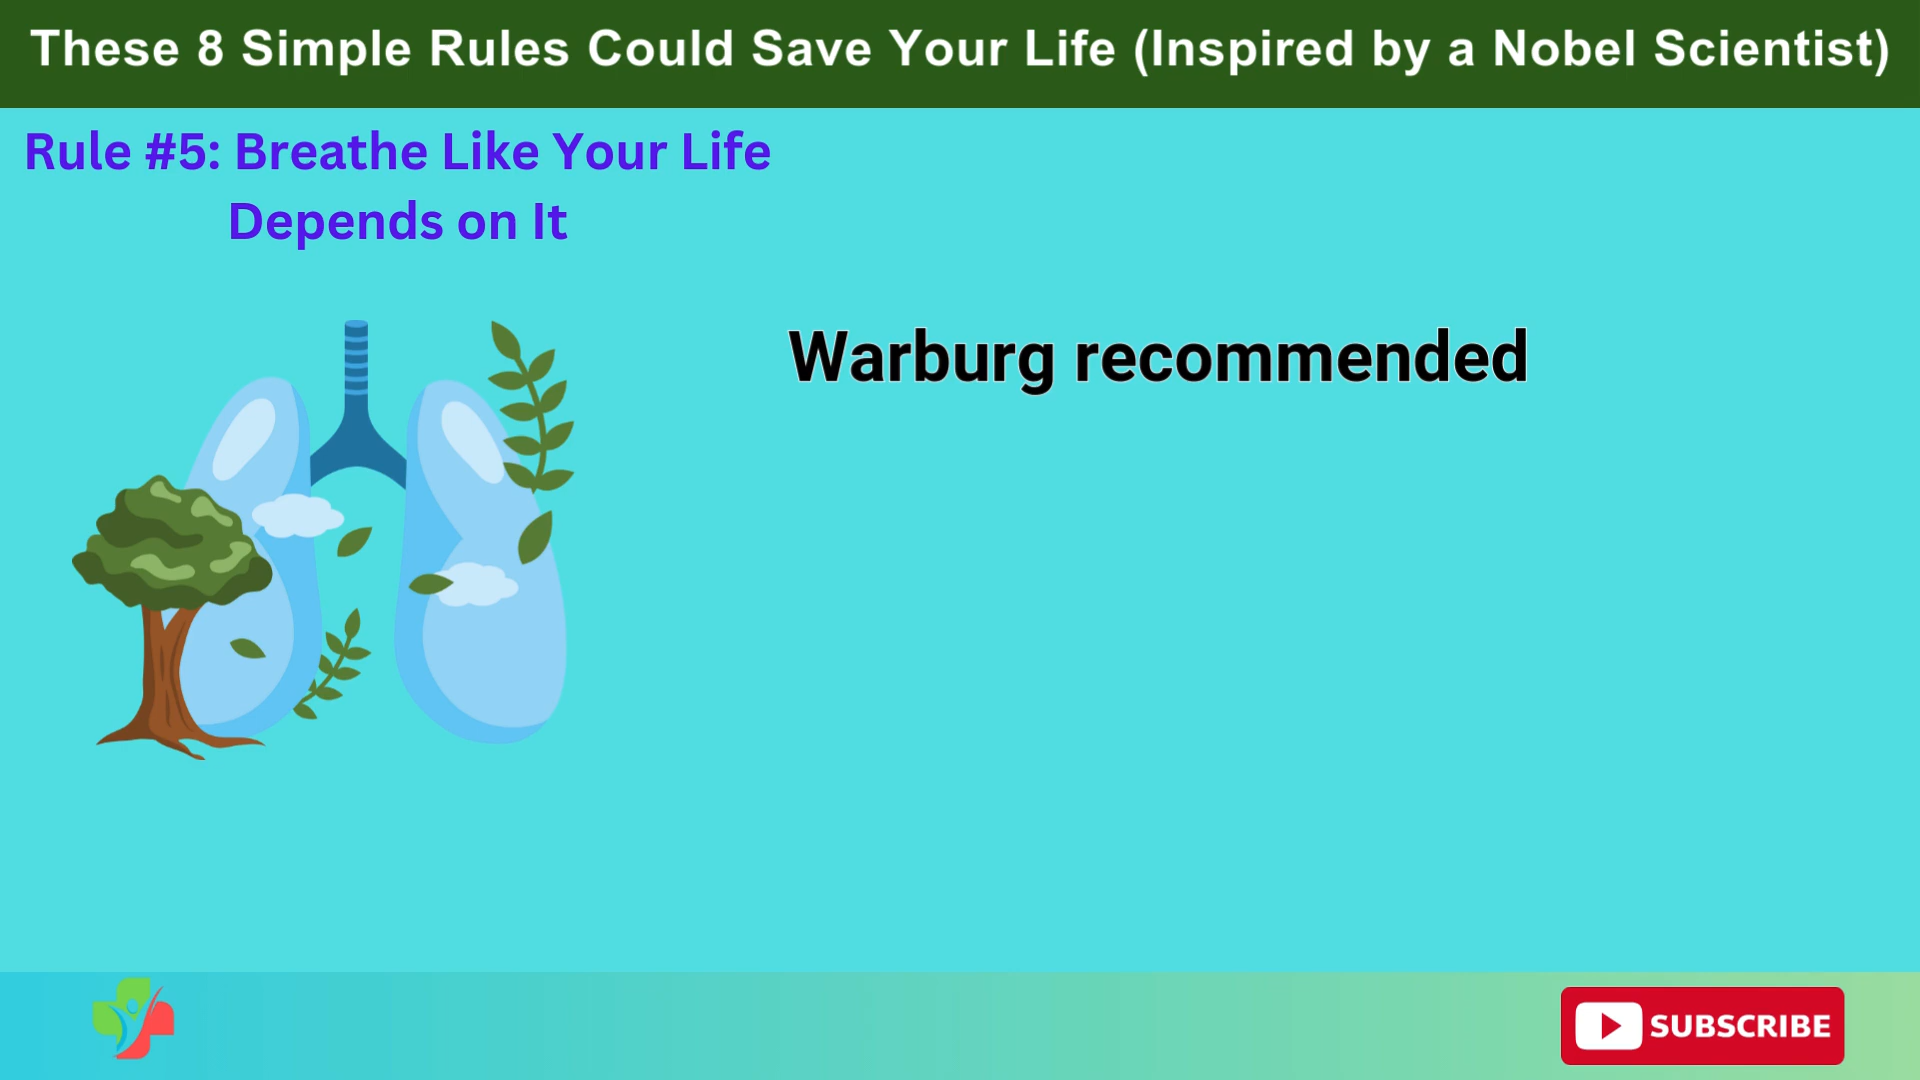 These 8 Simple Rules Could Save Your Life (Inspired by a Nobel Scientist)
Rule #5: Breathe Like Your Life
Depends on It
Warburg recommended
SUBSCRIBE